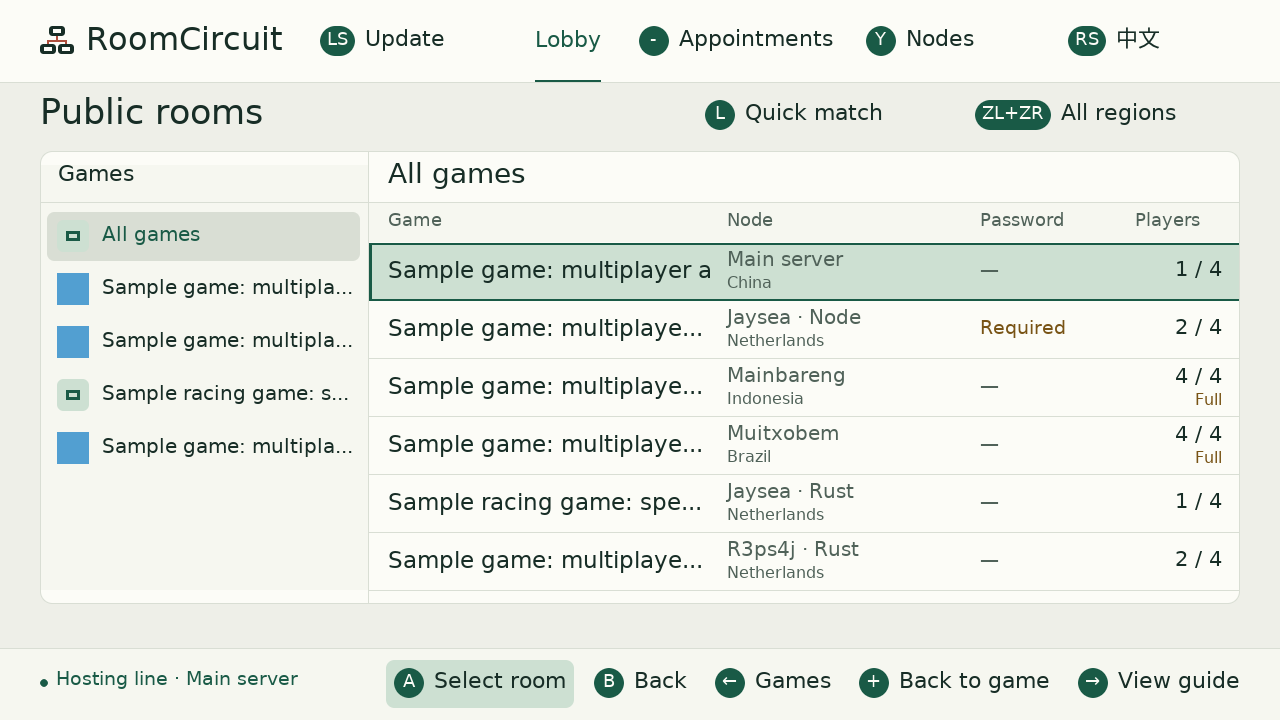 RoomCircuit
LS Update
Lobby
- Appointments
Y Nodes
RS 中文
Public rooms
L Quick match
ZL+ZR All regions
Games
All games
Sample game: multipla...
Sample game: multipla...
Sample racing game: s...
Sample game: multipla...
All games
Game Node Password Players
Sample game: multiplayer a Main server China — 1 / 4
Sample game: multiplaye... Jaysea · Node Netherlands Required 2 / 4
Sample game: multiplaye... Mainbareng Indonesia — 4 / 4 Full
Sample game: multiplaye... Muitxobem Brazil — 4 / 4 Full
Sample racing game: spe... Jaysea · Rust Netherlands — 1 / 4
Sample game: multiplaye... R3ps4j · Rust Netherlands — 2 / 4
Hosting line · Main server
A Select room
B Back
← Games
+ Back to game
→ View guide